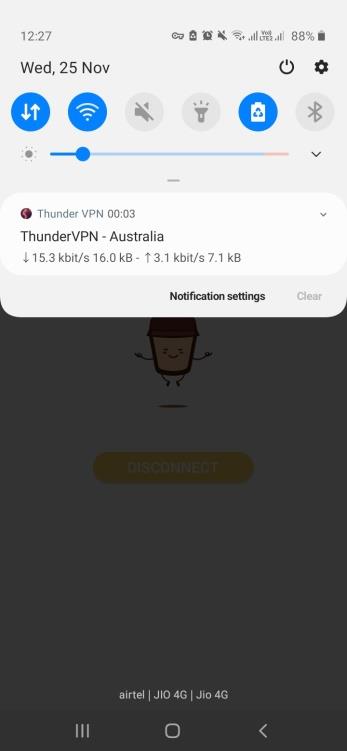 12:27 88%
Wed, 25 Nov
Thunder VPN 00:03
ThunderVPN - Australia
↓15.3 kbit/s 16.0 kB - ↑3.1 kbit/s 7.1 kB
Notification settings Clear
DISCONNECT
airtel | JIO 4G | Jio 4G